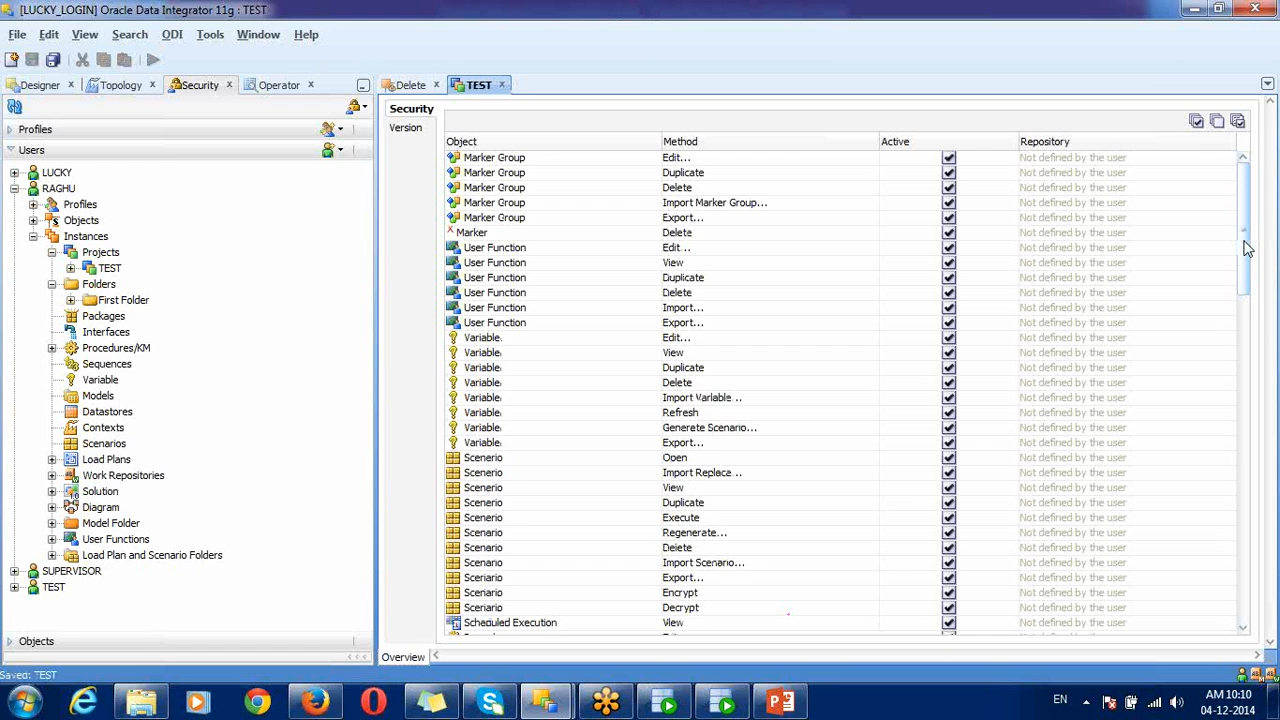 [LUCKY_LOGIN] Oracle Data Integrator 11g : TEST
File Edit View Search ODI Tools Window Help
Designer Topology Security Operator
Profiles
Users
LUCKY
RAGHU
Profiles
Objects
Instances
Projects
TEST
Folders
First Folder
Packages
Interfaces
Procedures/KM
Sequences
Variable
Models
Datastores
Contexts
Scenarios
Load Plans
Work Repositories
Solution
Diagram
Model Folder
User Functions
Load Plan and Scenario Folders
SUPERVISOR
TEST
Objects
Delete TEST
Security
Version
Object Method Active Repository
Marker Group Edit... Not defined by the user
Marker Group Duplicate Not defined by the user
Marker Group Delete Not defined by the user
Marker Group Import Marker Group... Not defined by the user
Marker Group Export... Not defined by the user
Marker Delete Not defined by the user
User Function Edit... Not defined by the user
User Function View Not defined by the user
User Function Duplicate Not defined by the user
User Function Delete Not defined by the user
User Function Import... Not defined by the user
User Function Export... Not defined by the user
Variable Edit... Not defined by the user
Variable View Not defined by the user
Variable Duplicate Not defined by the user
Variable Delete Not defined by the user
Variable Import Variable ... Not defined by the user
Variable Refresh Not defined by the user
Variable Generate Scenario... Not defined by the user
Variable Export... Not defined by the user
Scenerio Open Not defined by the user
Scenerio Import Replace ... Not defined by the user
Scenerio View Not defined by the user
Scenerio Duplicate Not defined by the user
Scenerio Execute Not defined by the user
Scenerio Regenerate... Not defined by the user
Scenerio Delete Not defined by the user
Scenerio Import Scenario... Not defined by the user
Scenerio Export... Not defined by the user
Scenerio Encrypt Not defined by the user
Scenerio Decrypt Not defined by the user
Scheduled Execution View Not defined by the user
Overview
Saved: TEST
EN
AM 10:10
04-12-2014